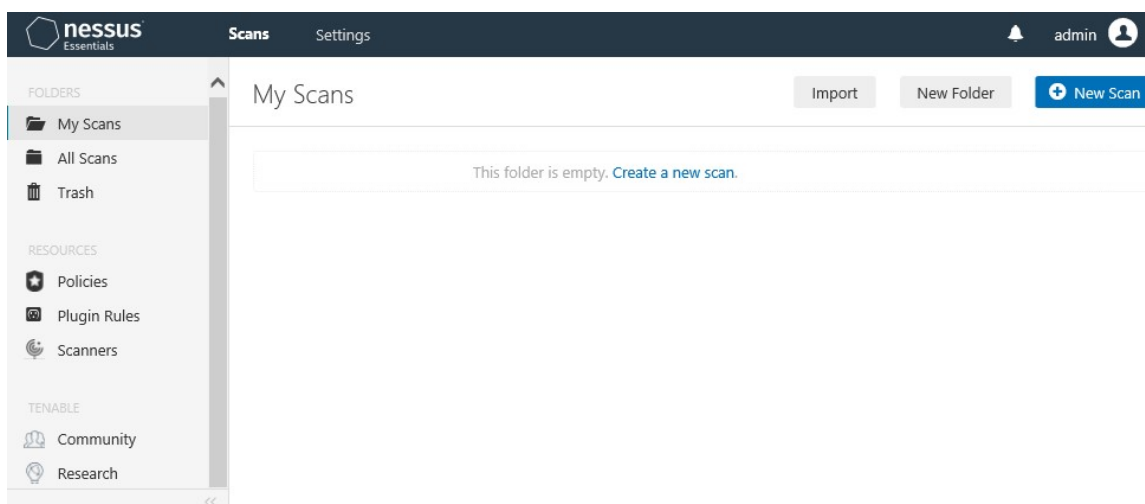 nessus
Essentials
Scans
Settings
admin
FOLDERS
My Scans
All Scans
Trash
RESOURCES
Policies
Plugin Rules
Scanners
TENABLE
Community
Research
My Scans
Import
New Folder
New Scan
This folder is empty. Create a new scan.